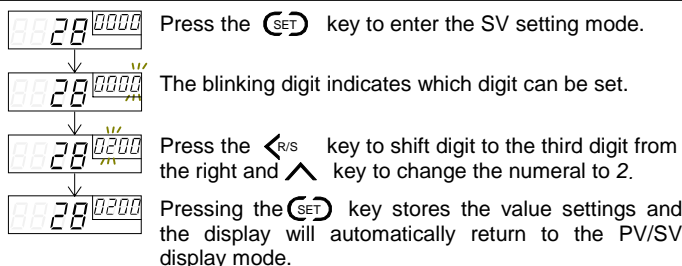 28 0000
Press the SET key to enter the SV setting mode.
28 0000
The blinking digit indicates which digit can be set.
28 0200
Press the <R/S key to shift digit to the third digit from
the right and ∧ key to change the numeral to 2.
28 0200
Pressing the SET key stores the value settings and
the display will automatically return to the PV/SV
display mode.